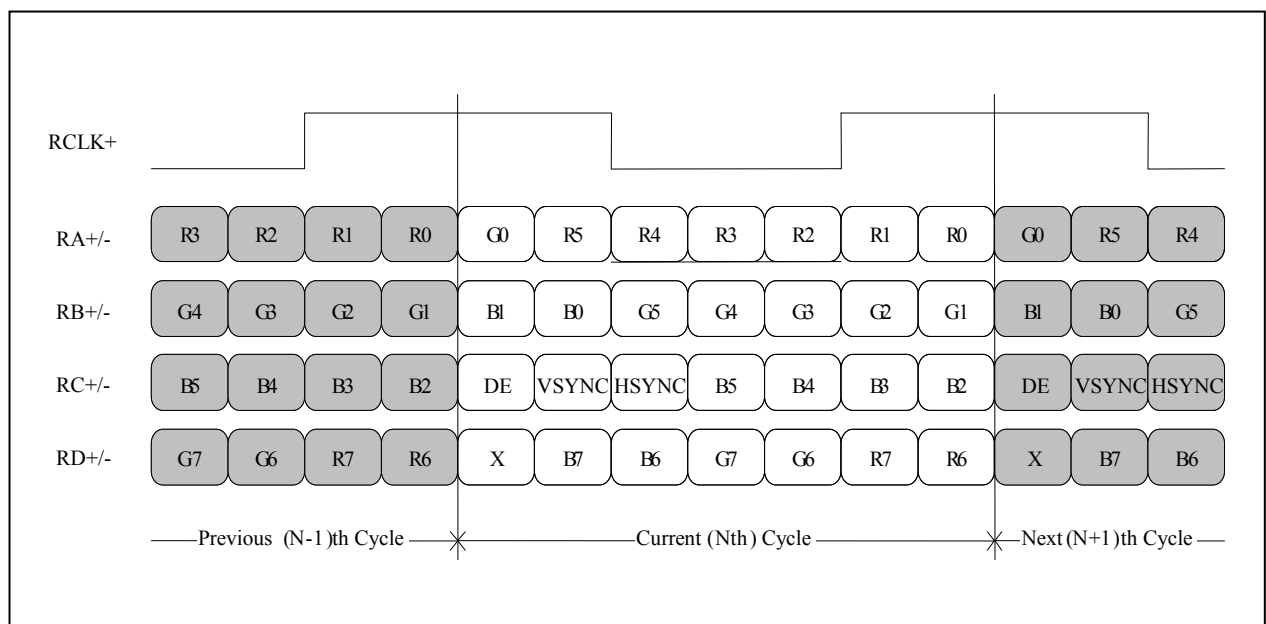 RCLK+
RA+/- R3 R2 R1 R0 G0 R5 R4 R3 R2 R1 R0 G0 R5 R4
RB+/- G4 G3 G2 G1 B1 B0 G5 G4 G3 G2 G1 B1 B0 G5
RC+/- B5 B4 B3 B2 DE VSYNC HSYNC B5 B4 B3 B2 DE VSYNC HSYNC
RD+/- G7 G6 R7 R6 X B7 B6 G7 G6 R7 R6 X B7 B6
Previous (N-1)th Cycle Current (Nth) Cycle Next (N+1)th Cycle